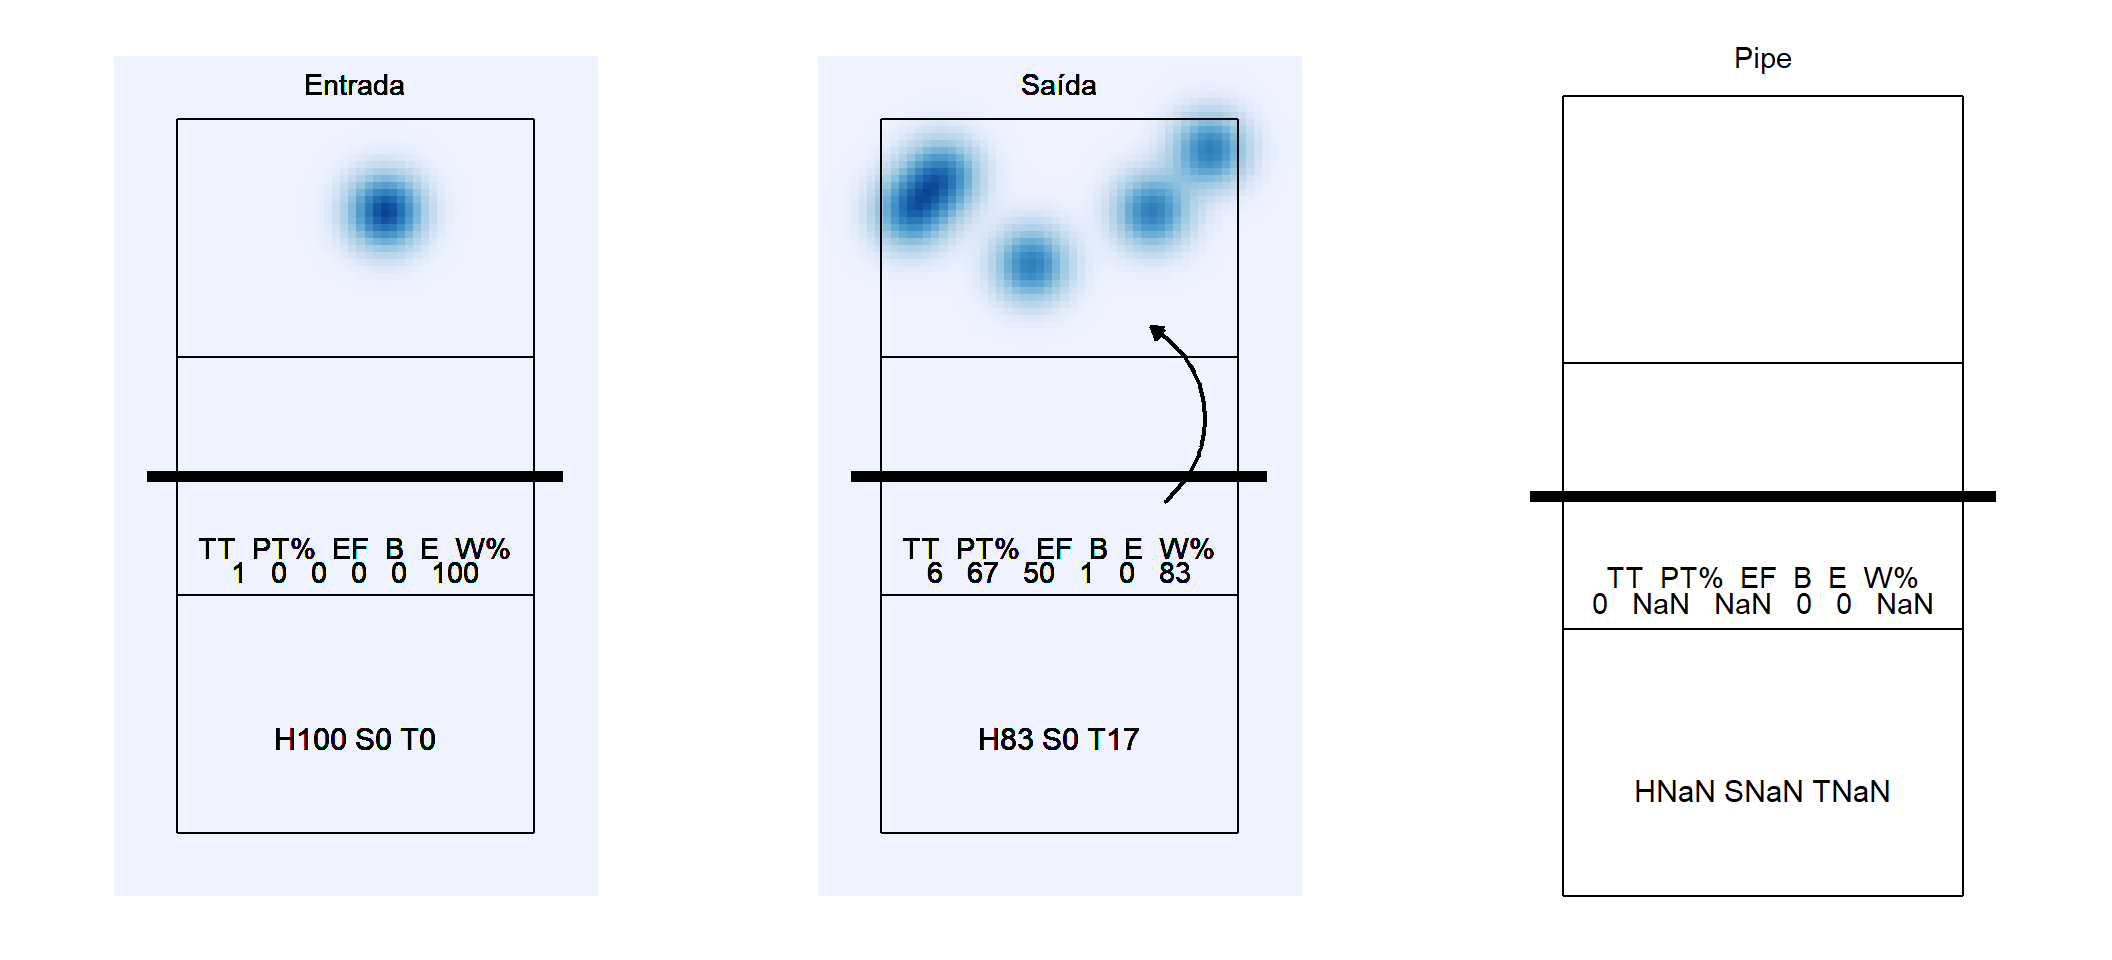 Entrada
TT PT% EF B E W%
1 0 0 0 0 100
H100 S0 T0
Saída
TT PT% EF B E W%
6 67 50 1 0 83
H83 S0 T17
Pipe
TT PT% EF B E W%
0 NaN NaN 0 0 NaN
HNaN SNaN TNaN